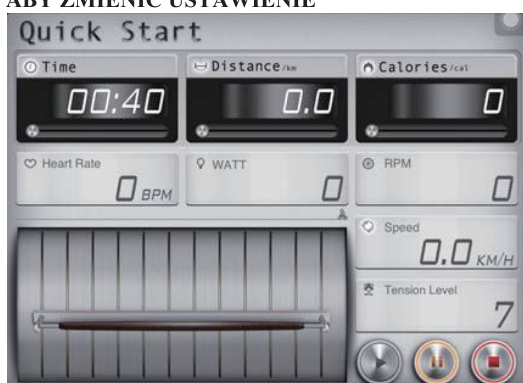 ABY ZMIENIĆ USTAWIENIE
Quick Start
Time
Distance/km
Calories/cal
00:40
0.0
0
Heart Rate
WATT
RPM
0 BPM
0
0
Speed
0.0 KM/H
Tension Level
7